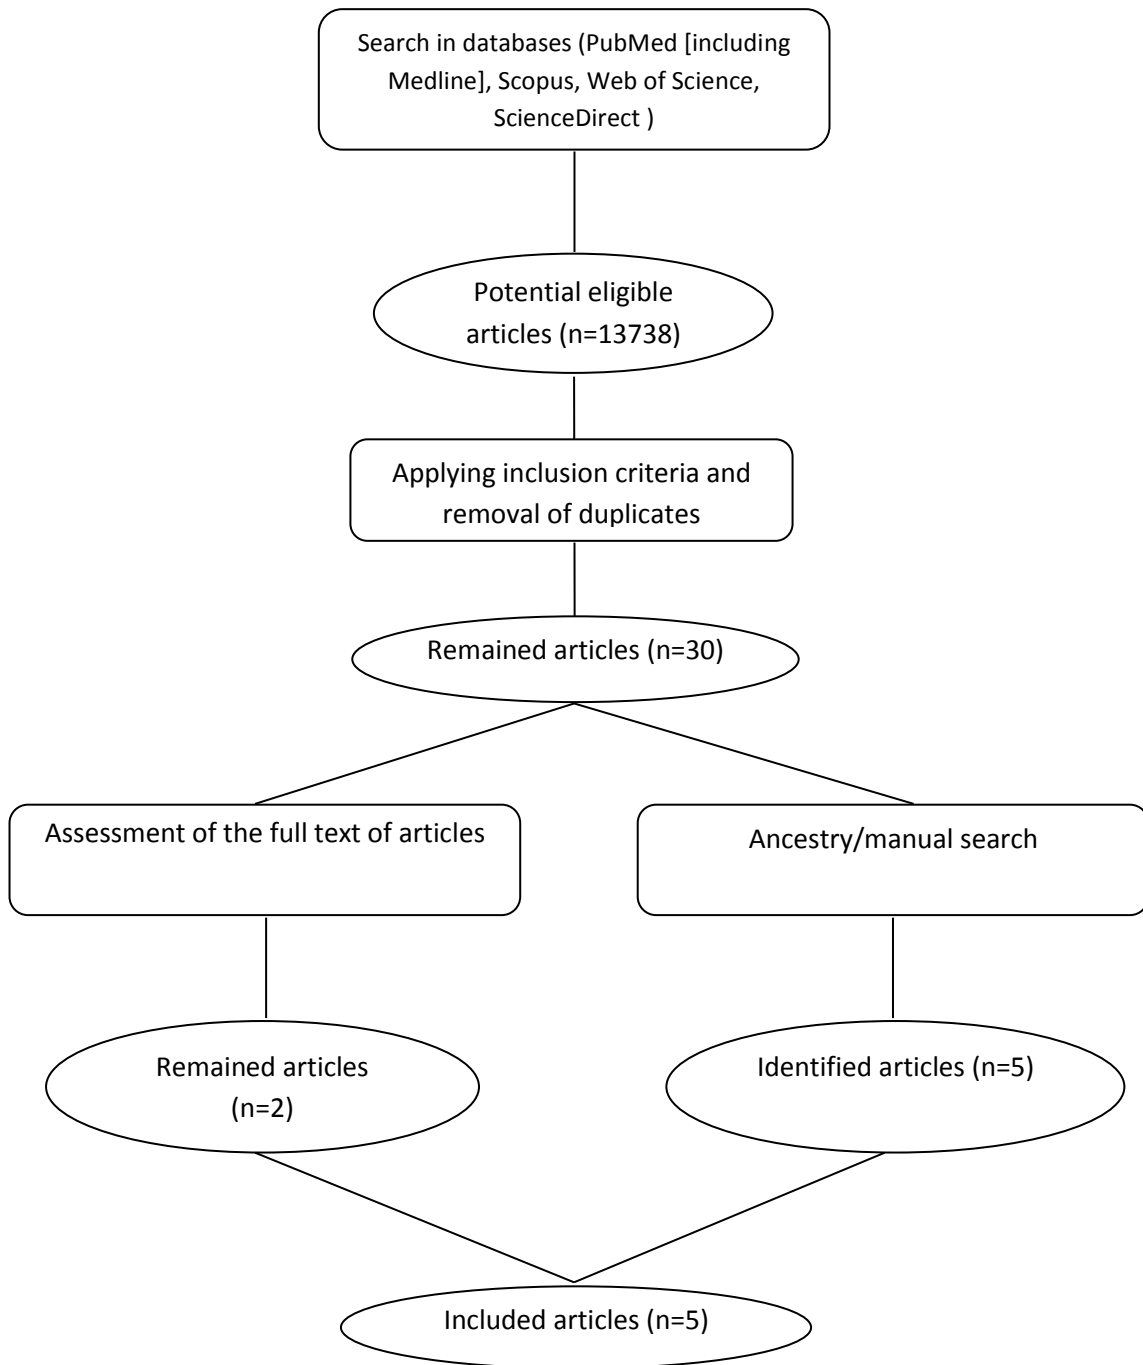 Search in databases (PubMed [including
Medline], Scopus, Web of Science,
ScienceDirect )
Potential eligible
articles (n=13738)
Applying inclusion criteria and
removal of duplicates
Remained articles (n=30)
Assessment of the full text of articles
Ancestry/manual search
Remained articles
(n=2)
Identified articles (n=5)
Included articles (n=5)